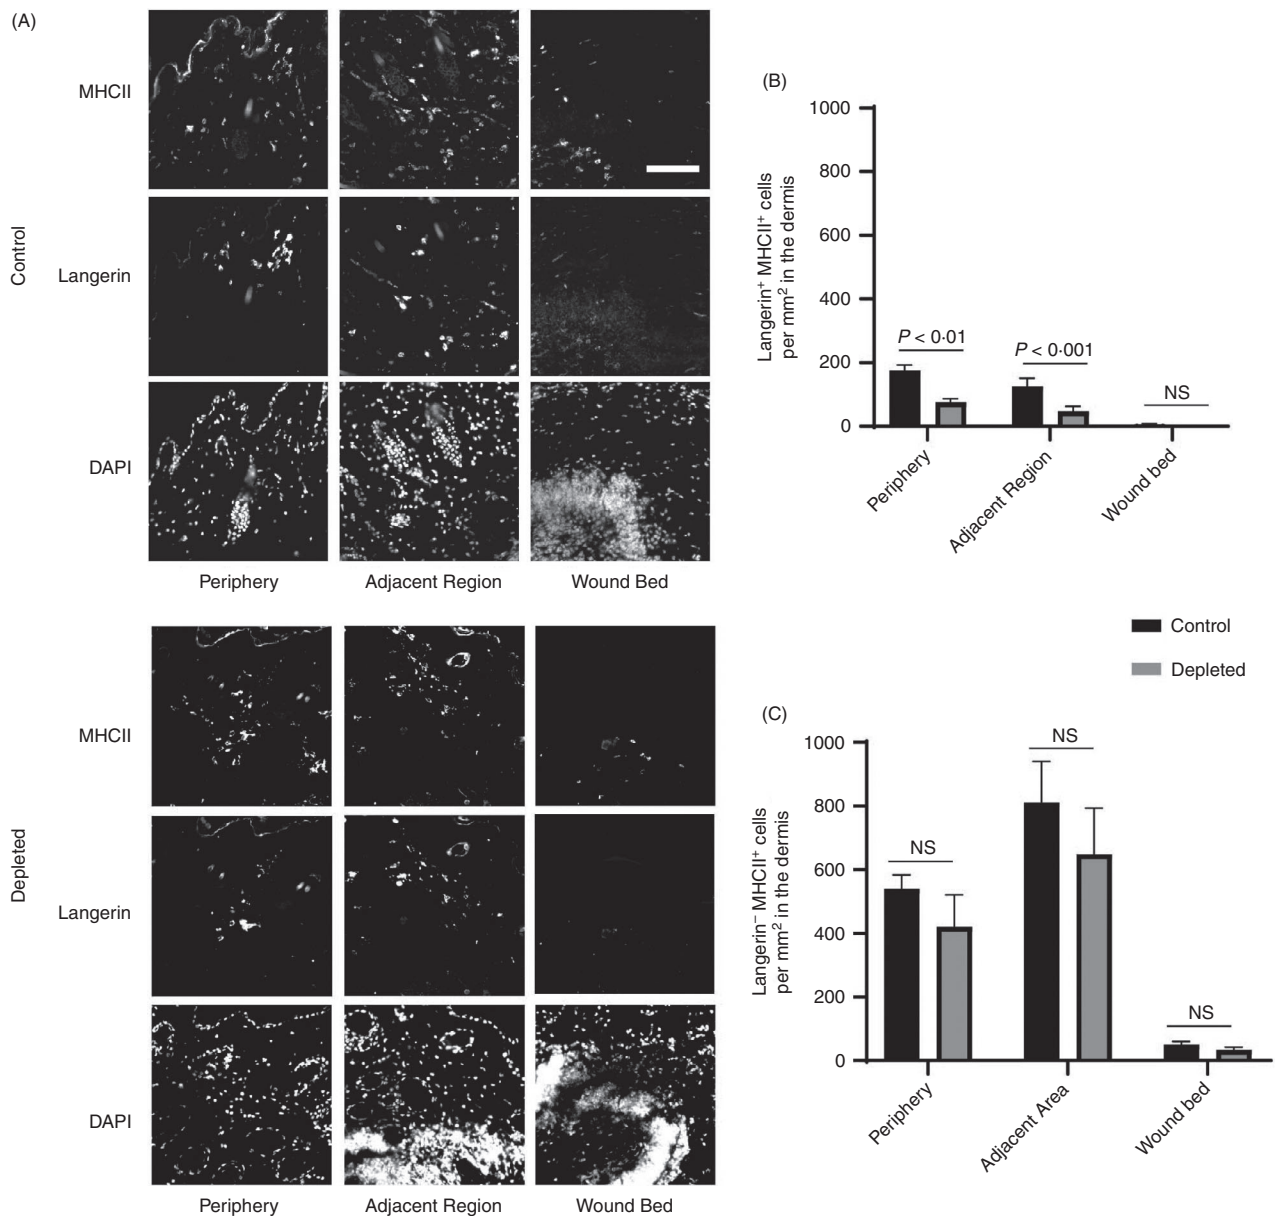 (A)
Control
MHCII
Langerin
DAPI
Periphery
Adjacent Region
Wound Bed
Depleted
MHCII
Langerin
DAPI
Periphery
Adjacent Region
Wound Bed
(B)
Langerin⁺ MHCII⁺ cells
per mm² in the dermis
1000
800
600
400
200
0
P < 0·01
P < 0·001
NS
Periphery
Adjacent Region
Wound bed
Control
Depleted
(C)
Langerin⁻ MHCII⁺ cells
per mm² in the dermis
1000
800
600
400
200
0
NS
NS
NS
Periphery
Adjacent Area
Wound bed